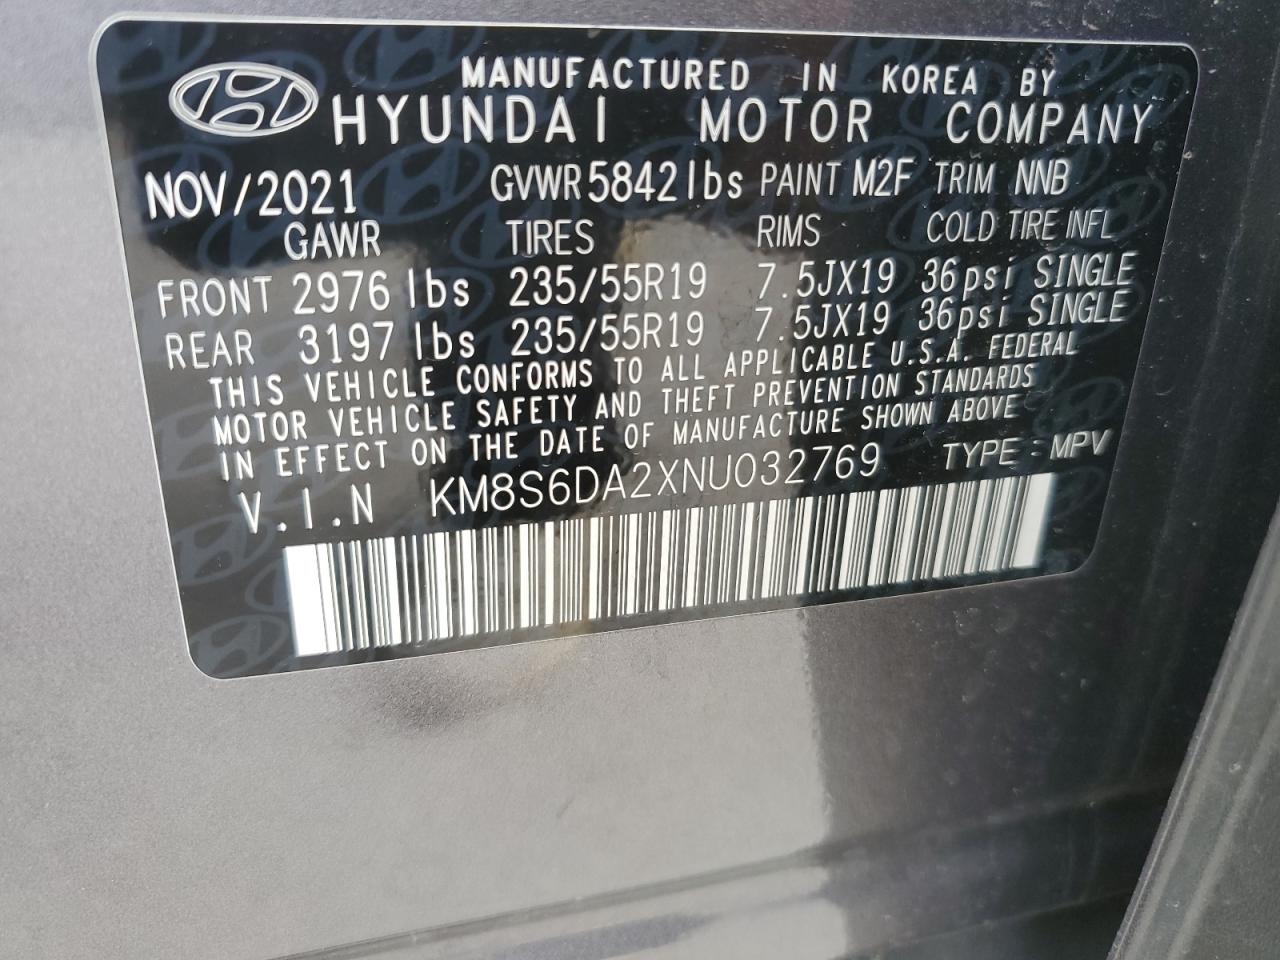 MANUFACTURED IN KOREA BY
HYUNDAI MOTOR COMPANY
NOV/2021 GVWR 5842 lbs PAINT M2F TRIM NNB
GAWR TIRES RIMS COLD TIRE INFL
FRONT 2976 lbs 235/55R19 7.5JX19 36psi SINGLE
REAR 3197 lbs 235/55R19 7.5JX19 36psi SINGLE
THIS VEHICLE CONFORMS TO ALL APPLICABLE U.S.A. FEDERAL
MOTOR VEHICLE SAFETY AND THEFT PREVENTION STANDARDS
IN EFFECT ON THE DATE OF MANUFACTURE SHOWN ABOVE
V.I.N KM8S6DA2XNU032769 TYPE : MPV